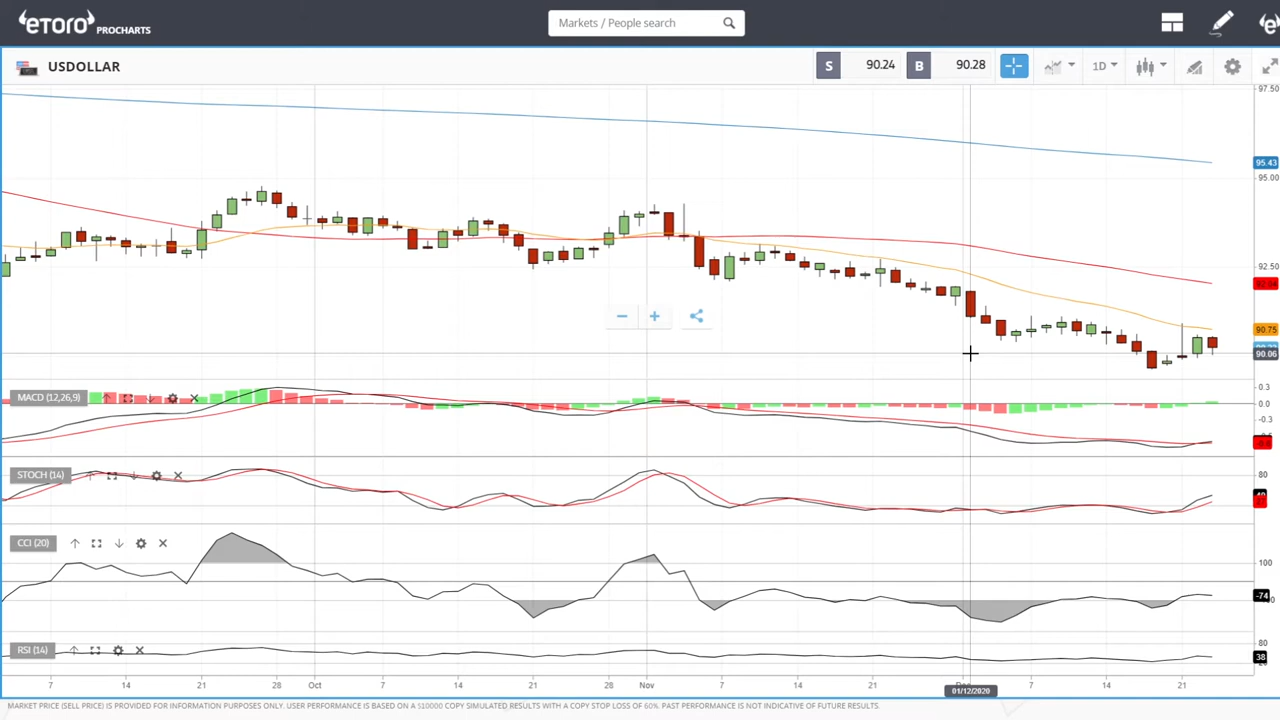 etoro PROCHARTS
Markets / People search
USDOLLAR
S 90.24 B 90.28
1D
97.50
95.43
95.00
92.50
90.75
90.06
MACD (12,26,9)
0.3
0.0
-0.3
STOCH (14)
80
CCI (20)
100
-74
RSI (14)
80
38
7 14 21 28 Oct 7 14 21 28 Nov 7 14 21 7 14 21
01/12/2020
MARKET PRICE (SELL PRICE) IS PROVIDED FOR INFORMATION PURPOSES ONLY. USER PERFORMANCE IS BASED ON A $10000 COPY SIMULATED RESULTS WITH A COPY STOP LOSS OF 60%. PAST PERFORMANCE IS NOT INDICATIVE OF FUTURE RESULTS.